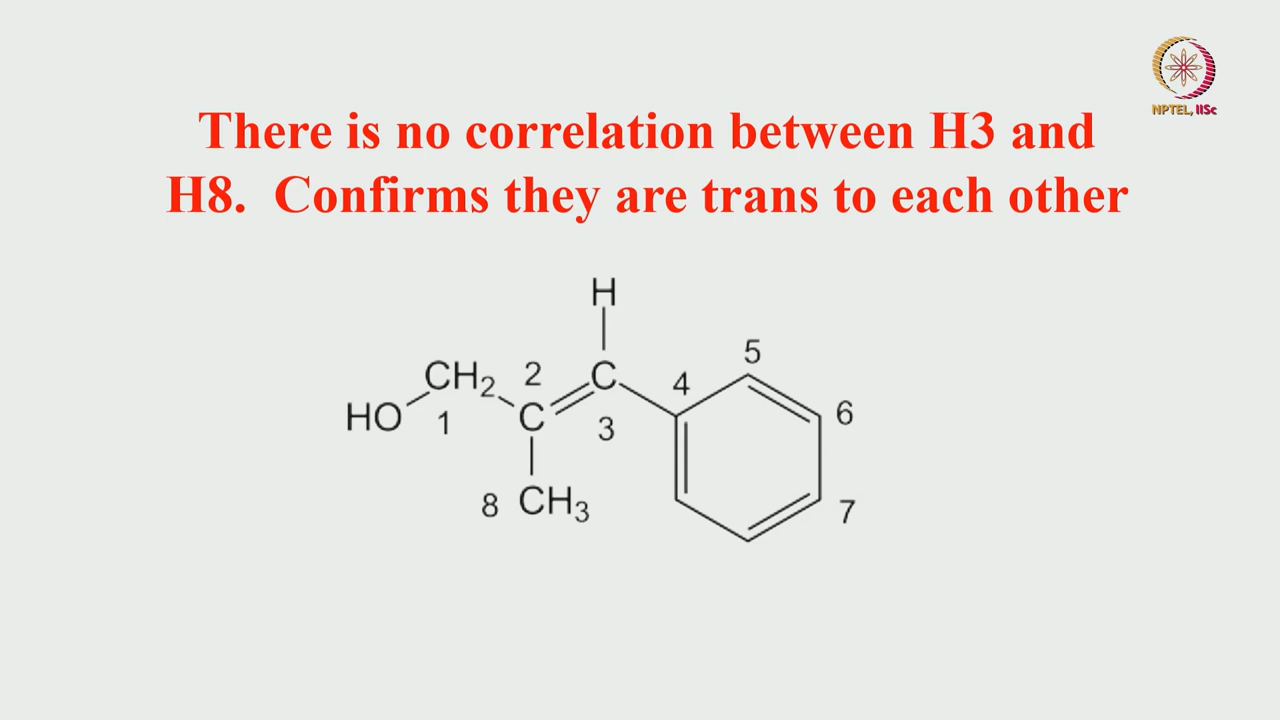 NPTEL, IISc
There is no correlation between H3 and
H8. Confirms they are trans to each other
H
5
CH₂ 2 C 4 6
HO 1 C 3
8 CH₃ 7